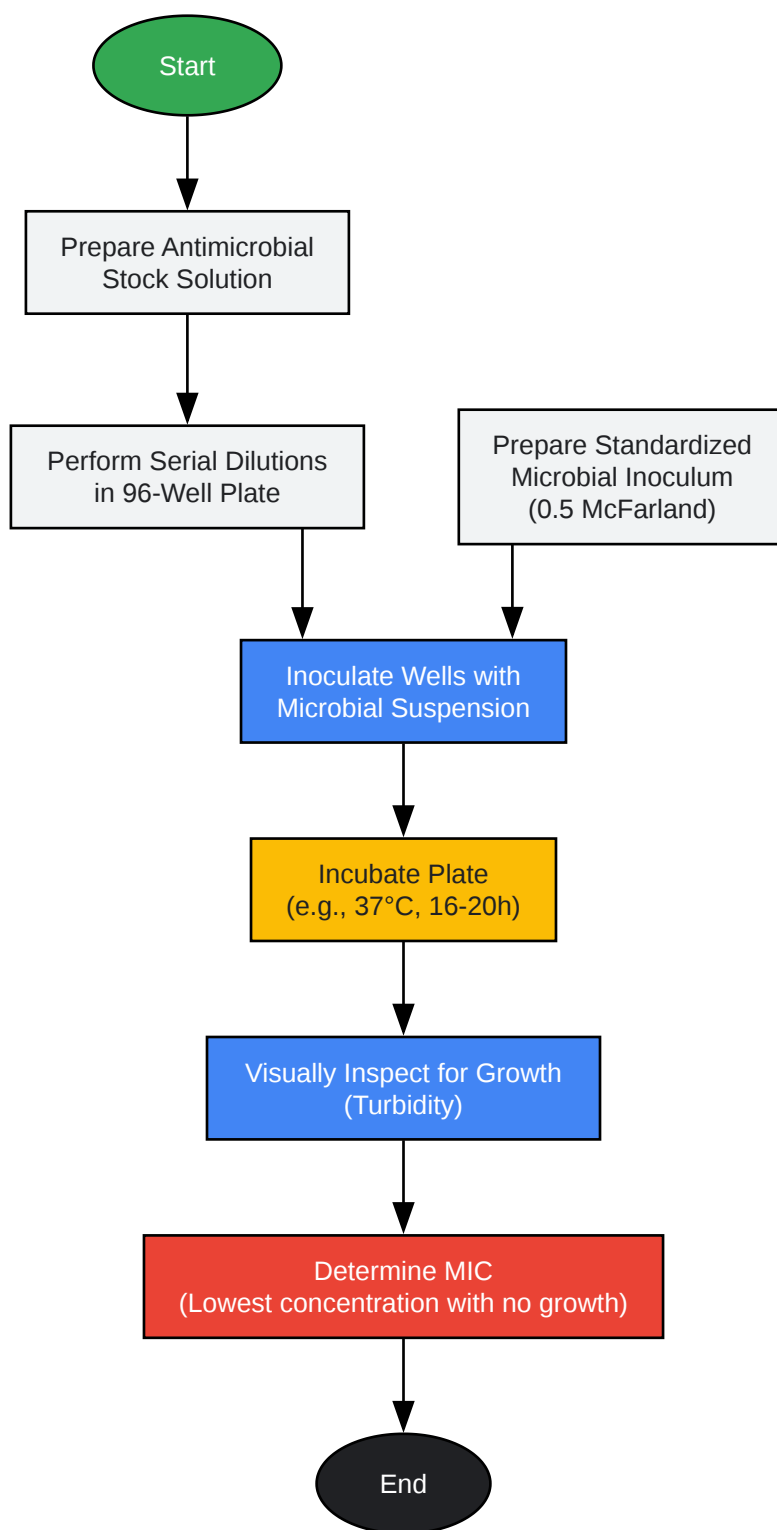 Start
Prepare Antimicrobial
Stock Solution
Perform Serial Dilutions
in 96-Well Plate
Prepare Standardized
Microbial Inoculum
(0.5 McFarland)
Inoculate Wells with
Microbial Suspension
Incubate Plate
(e.g., 37°C, 16-20h)
Visually Inspect for Growth
(Turbidity)
Determine MIC
(Lowest concentration with no growth)
End